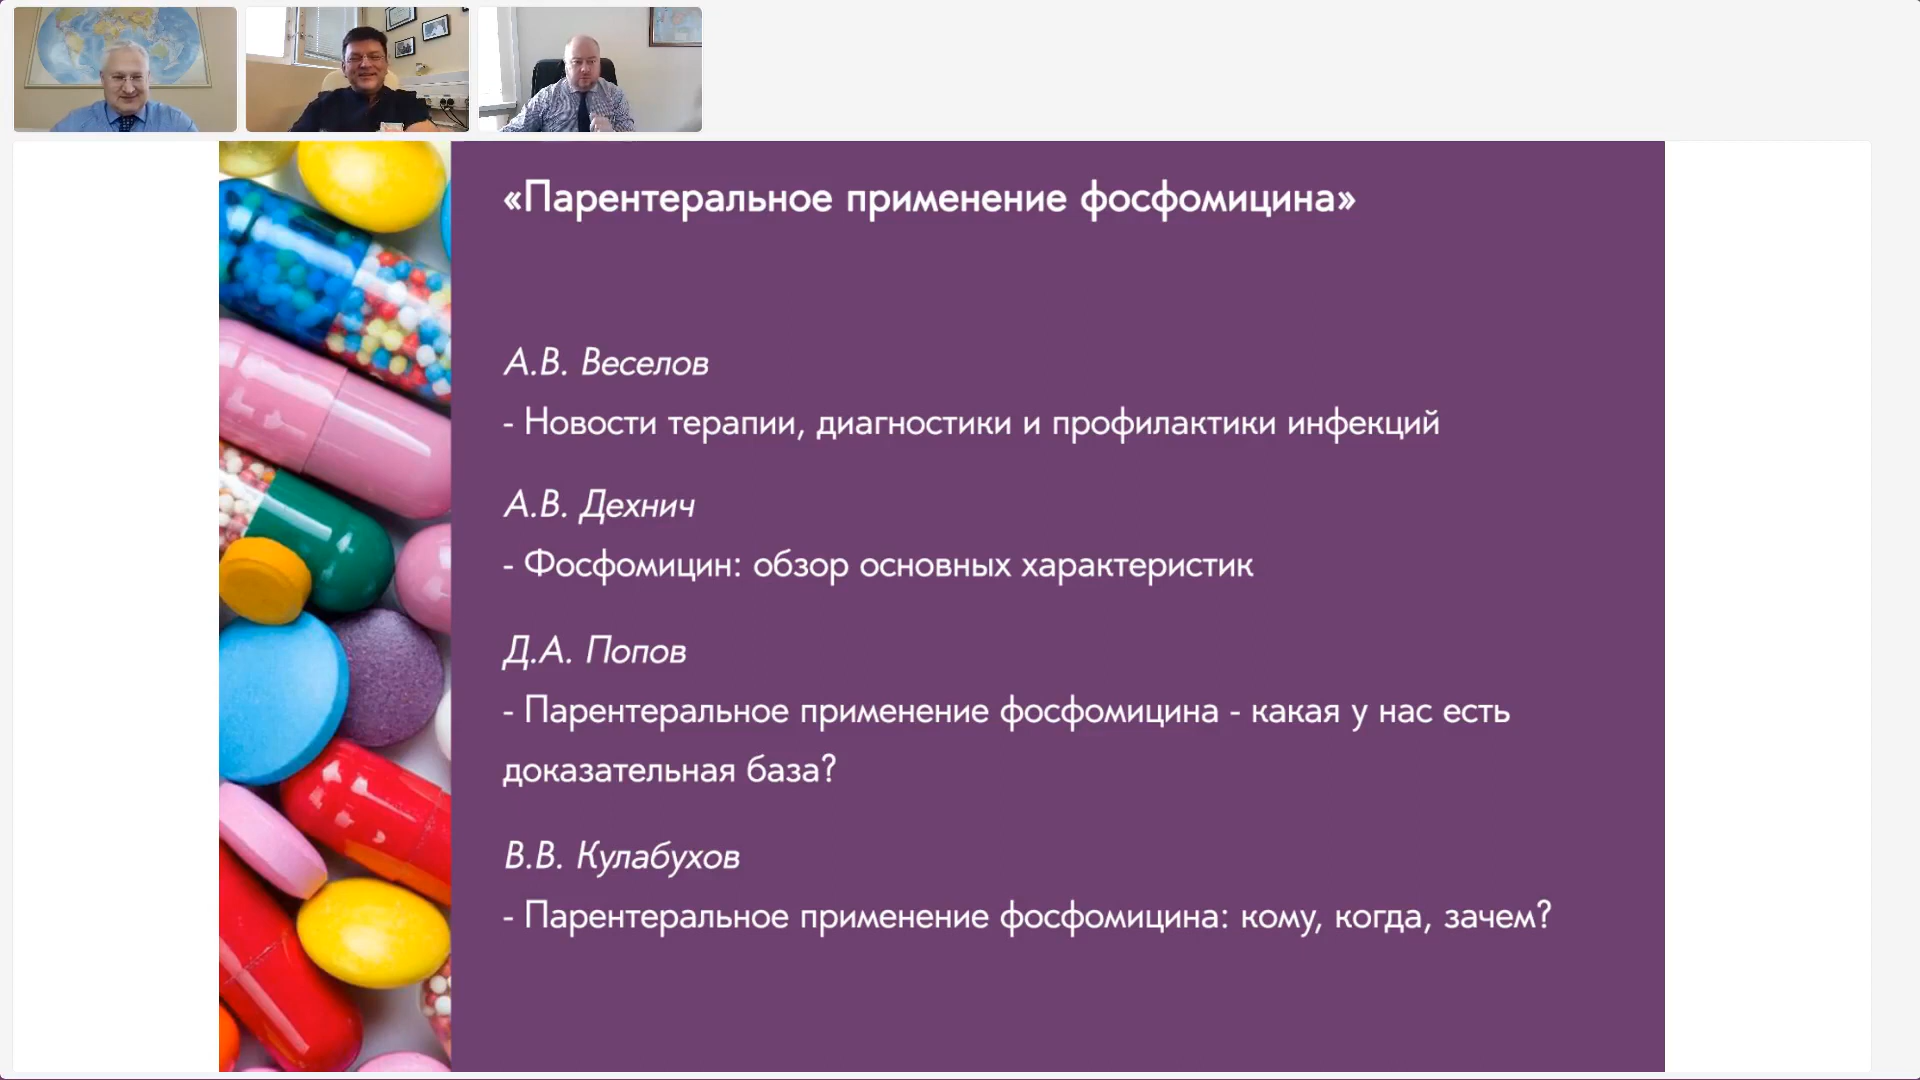 «Парентеральное применение фосфомицина»
А.В. Веселов
- Новости терапии, диагностики и профилактики инфекций
А.В. Дехнич
- Фосфомицин: обзор основных характеристик
Д.А. Попов
- Парентеральное применение фосфомицина - какая у нас есть
доказательная база?
В.В. Кулабухов
- Парентеральное применение фосфомицина: кому, когда, зачем?